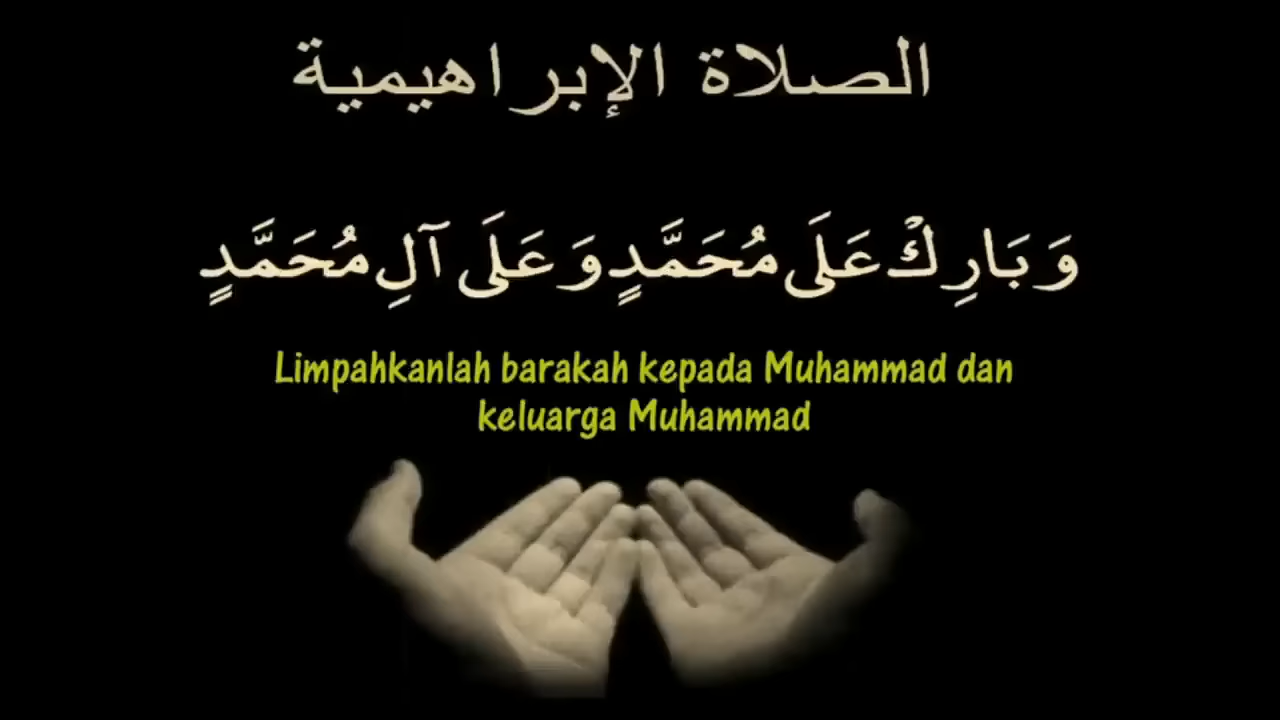 الصلاة الإبراهيمية
وَبَارِكْ عَلَى مُحَمَّدٍ وَعَلَى آلِ مُحَمَّدٍ
Limpahkanlah barakah kepada Muhammad dan
keluarga Muhammad